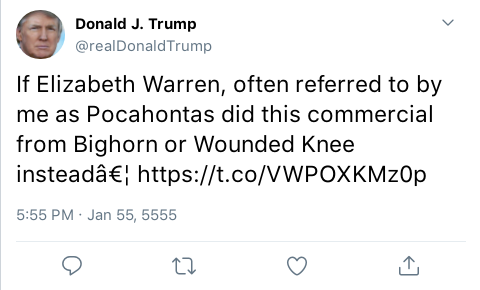 Donald J. Trump
@realDonaldTrump
If Elizabeth Warren, often referred to by
me as Pocahontas did this commercial
from Bighorn or Wounded Knee
insteadâ€¦ https://t.co/VWPOXKMz0p
5:55 PM · Jan 55, 5555